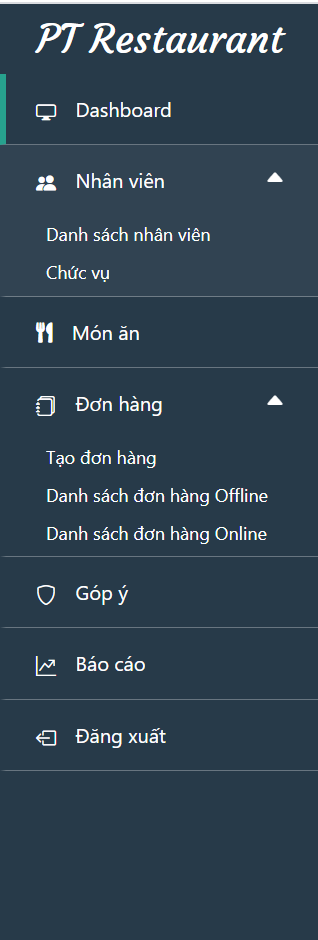 PT Restaurant
Dashboard
Nhân viên
Danh sách nhân viên
Chức vụ
Món ăn
Đơn hàng
Tạo đơn hàng
Danh sách đơn hàng Offline
Danh sách đơn hàng Online
Góp ý
Báo cáo
Đăng xuất